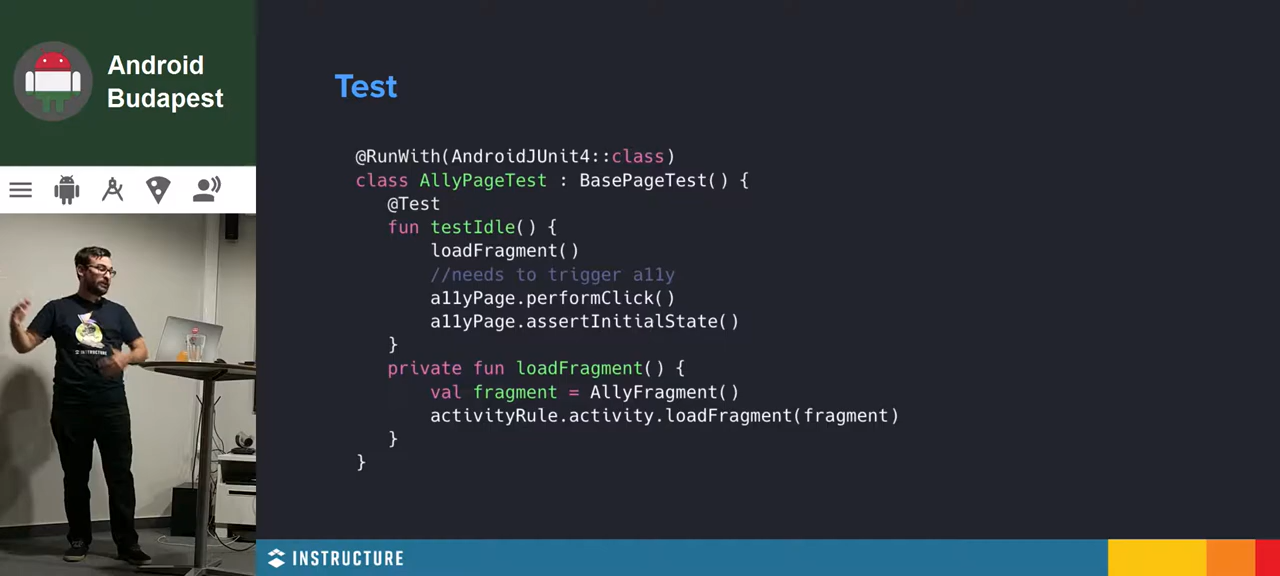 Android
Budapest
Test
@RunWith(AndroidJUnit4::class)
class AllyPageTest : BasePageTest() {
@Test
fun testIdle() {
loadFragment()
//needs to trigger a11y
a11yPage.performClick()
a11yPage.assertInitialState()
}
private fun loadFragment() {
val fragment = AllyFragment()
activityRule.activity.loadFragment(fragment)
}
}
INSTRUCTURE
INSTRUCTURE